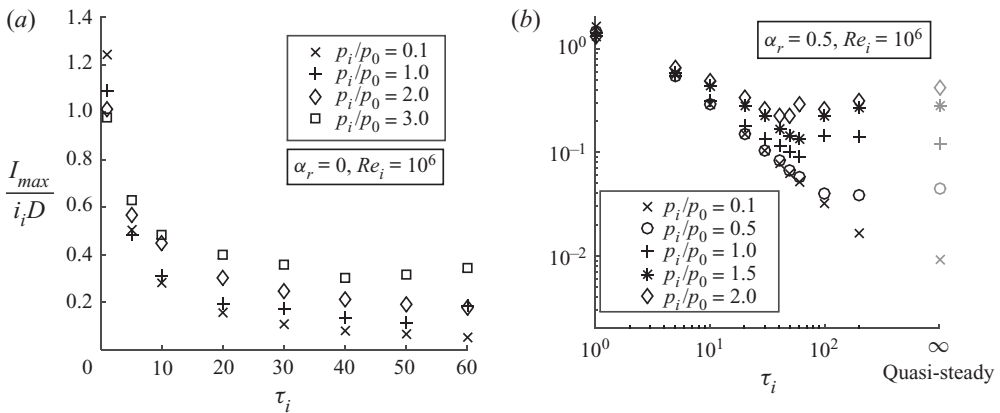 (a)
1.4
1.2
1.0
0.8
0.6
0.4
0.2
0 10 20 30 40 50 60
I_max / i_i D
τ_i
p_i/p_0 = 0.1
p_i/p_0 = 1.0
p_i/p_0 = 2.0
p_i/p_0 = 3.0
α_r = 0, Re_i = 10^6
(b)
10^0
10^-1
10^-2
10^0 10^1 10^2 ∞
τ_i
Quasi-steady
α_r = 0.5, Re_i = 10^6
p_i/p_0 = 0.1
p_i/p_0 = 0.5
p_i/p_0 = 1.0
p_i/p_0 = 1.5
p_i/p_0 = 2.0